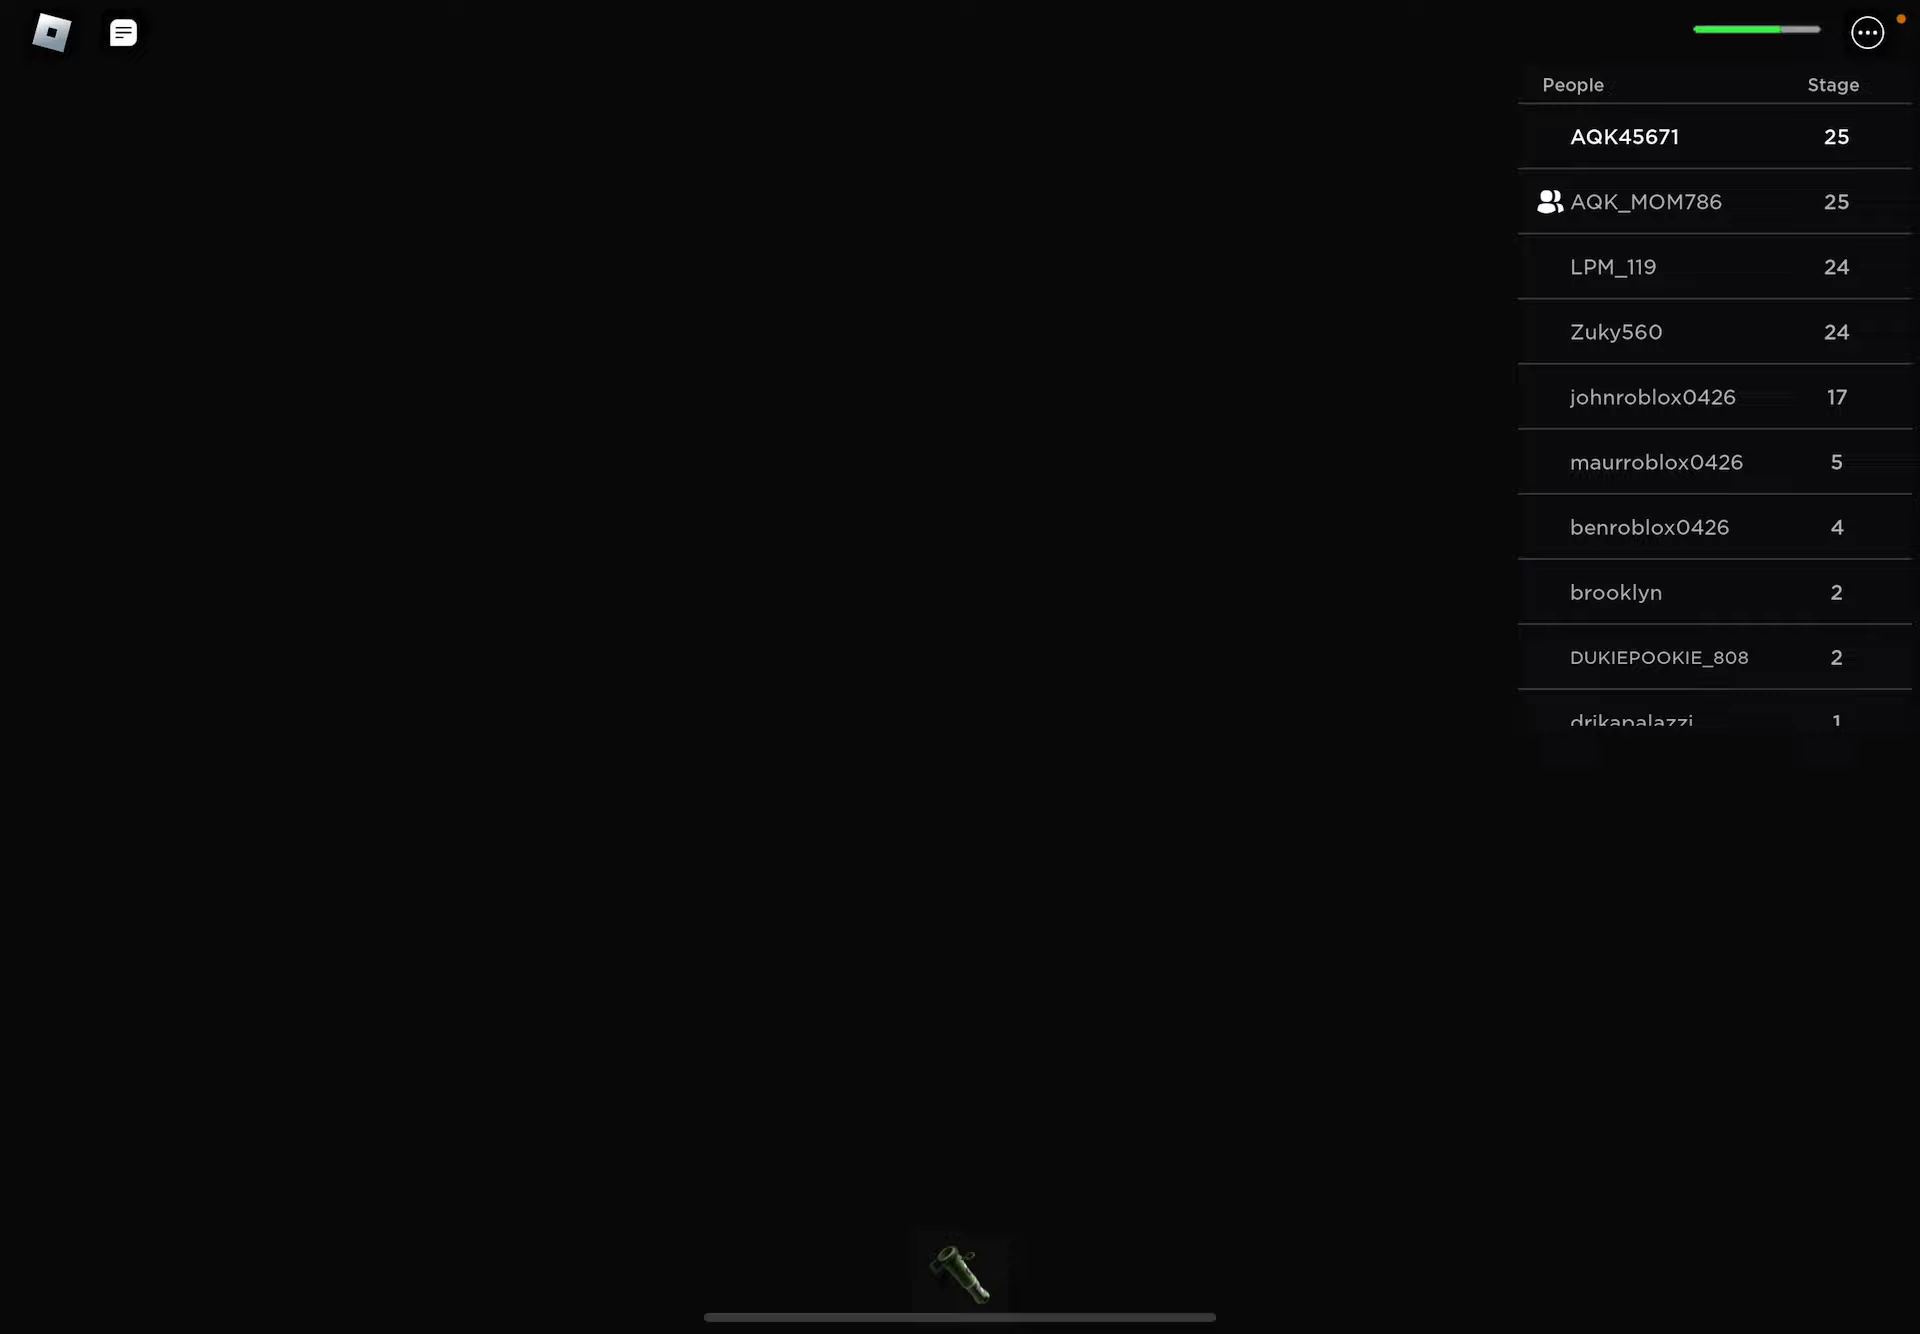 People Stage
AQK45671 25
AQK_MOM786 25
LPM_119 24
Zuky560 24
johnroblox0426 17
maurroblox0426 5
benroblox0426 4
brooklyn 2
DUKIEPOOKIE_808 2
drikapalazzi 1